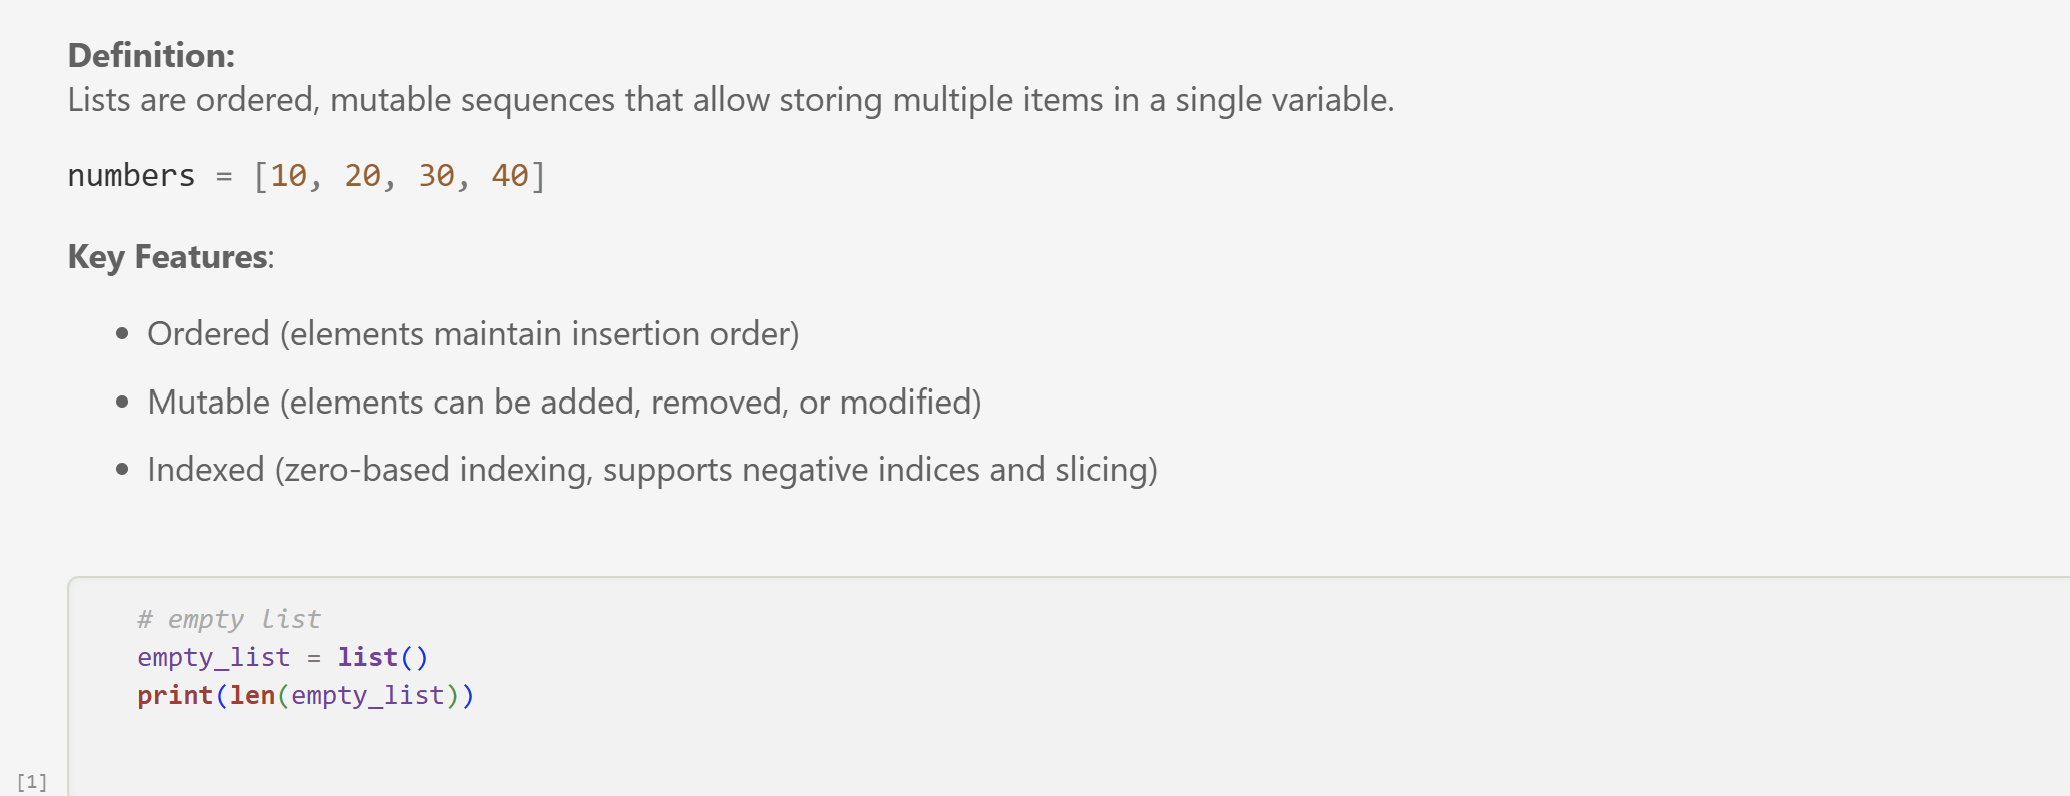 Definition:
Lists are ordered, mutable sequences that allow storing multiple items in a single variable.
numbers = [10, 20, 30, 40]
Key Features:
• Ordered (elements maintain insertion order)
• Mutable (elements can be added, removed, or modified)
• Indexed (zero-based indexing, supports negative indices and slicing)
# empty list
empty_list = list()
print(len(empty_list))
[1]